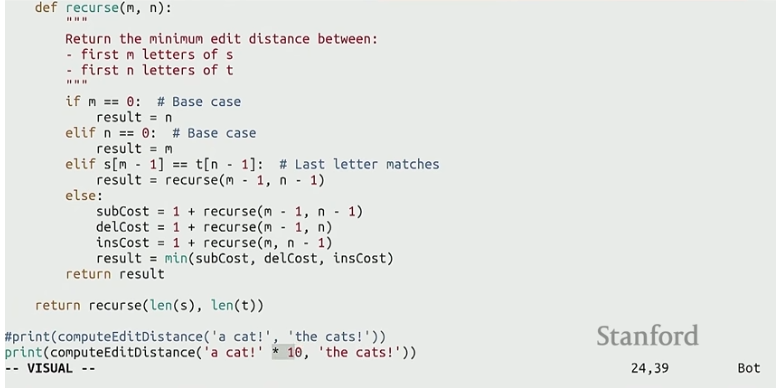 def recurse(m, n):
"""
Return the minimum edit distance between:
- first m letters of s
- first n letters of t
"""
if m == 0:  # Base case
result = n
elif n == 0:  # Base case
result = m
elif s[m - 1] == t[n - 1]:  # Last letter matches
result = recurse(m - 1, n - 1)
else:
subCost = 1 + recurse(m - 1, n - 1)
delCost = 1 + recurse(m - 1, n)
insCost = 1 + recurse(m, n - 1)
result = min(subCost, delCost, insCost)
return result
return recurse(len(s), len(t))
#print(computeEditDistance('a cat!', 'the cats!'))
Stanford
print(computeEditDistance('a cat!' * 10, 'the cats!'))
-- VISUAL -- 24,39 Bot